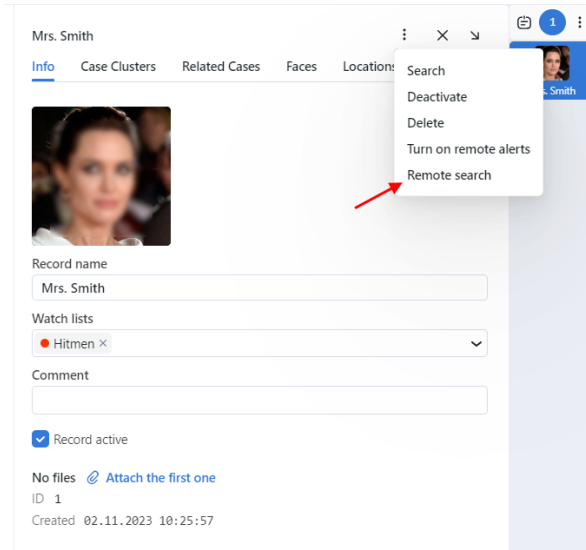 Mrs. Smith
1
Info Case Clusters Related Cases Faces Locations
Search
Deactivate
Delete
Turn on remote alerts
Remote search
s. Smith
Record name
Mrs. Smith
Watch lists
Hitmen ×
Comment
Record active
No files Attach the first one
ID 1
Created 02.11.2023 10:25:57